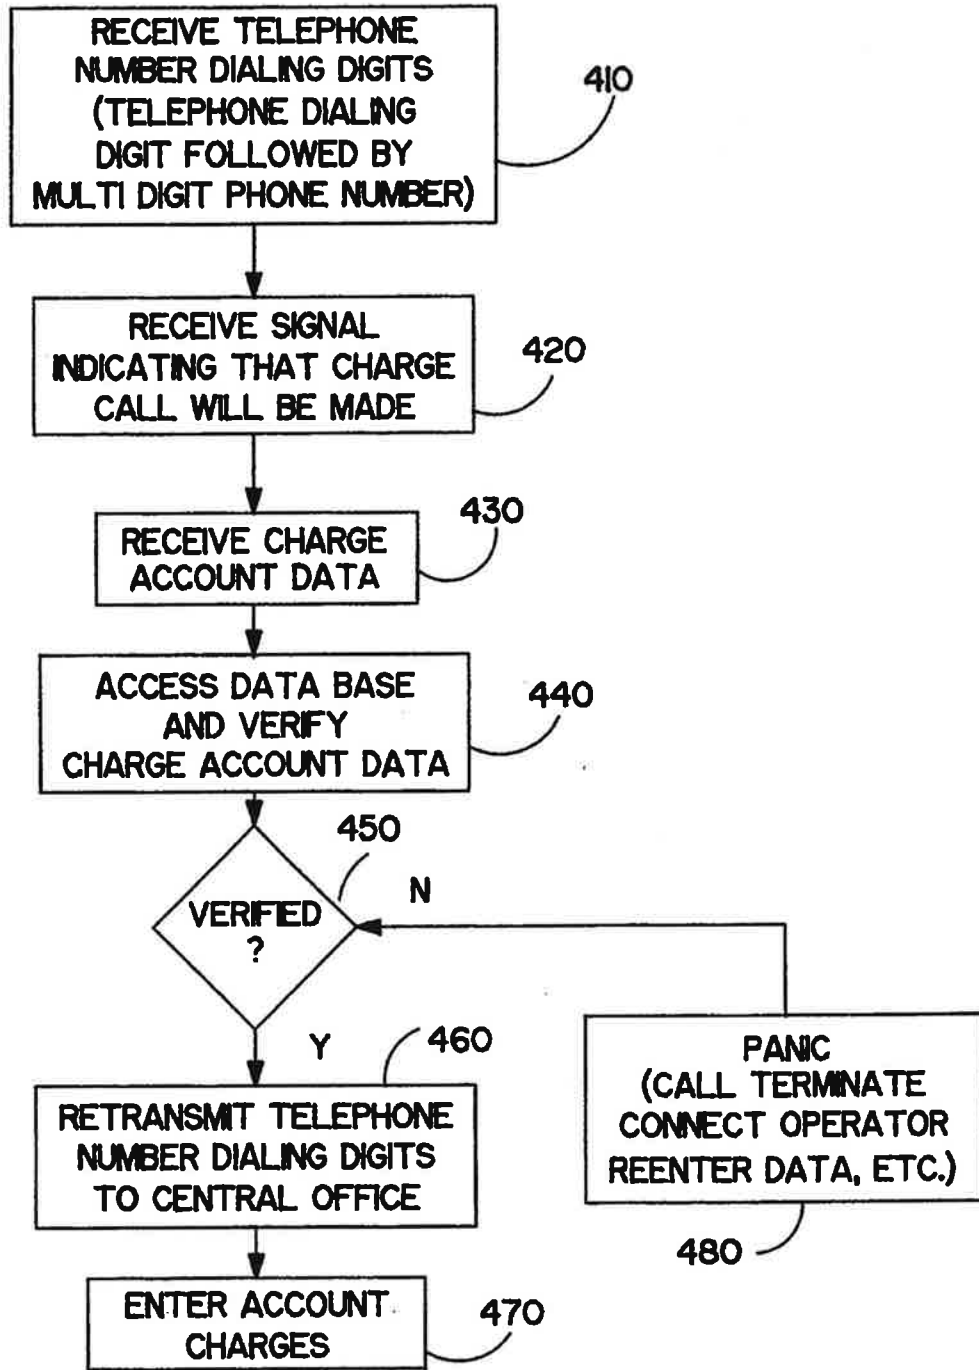 RECEIVE TELEPHONE
NUMBER DIALING DIGITS
(TELEPHONE DIALING
DIGIT FOLLOWED BY
MULTI DIGIT PHONE NUMBER)
410
RECEIVE SIGNAL
INDICATING THAT CHARGE
CALL WILL BE MADE
420
RECEIVE CHARGE
ACCOUNT DATA
430
ACCESS DATA BASE
AND VERIFY
CHARGE ACCOUNT DATA
440
VERIFIED
?
450
N
Y
PANIC
(CALL TERMINATE
CONNECT OPERATOR
REENTER DATA, ETC.)
480
RETRANSMIT TELEPHONE
NUMBER DIALING DIGITS
TO CENTRAL OFFICE
460
ENTER ACCOUNT
CHARGES
470